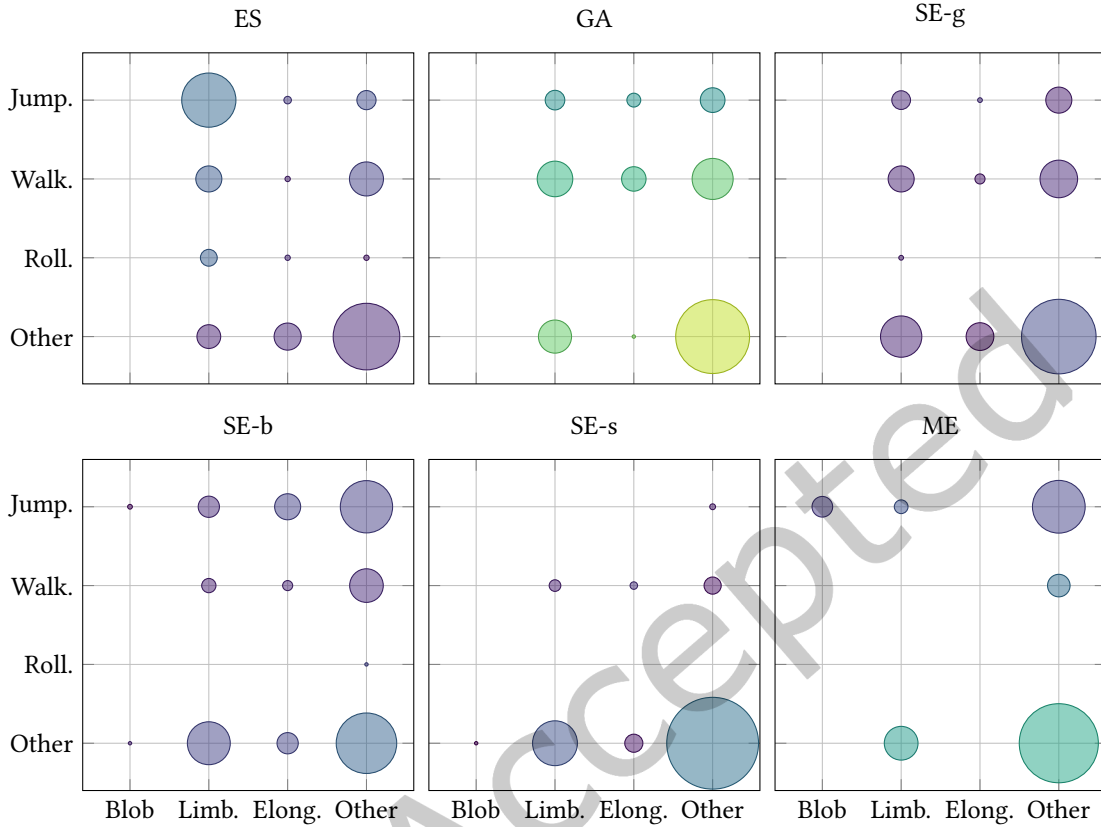 ES GA SE-g
Jump.
Walk.
Roll.
Other
SE-b SE-s ME
Jump.
Walk.
Roll.
Other
Blob Limb. Elong. Other Blob Limb. Elong. Other Blob Limb. Elong. Other
Accepted